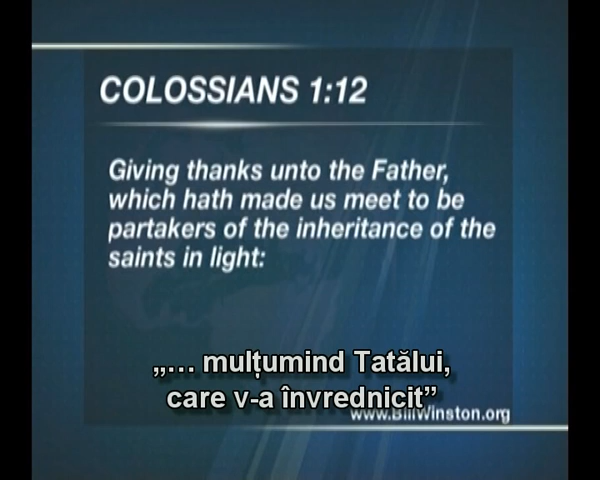 COLOSSIANS 1:12
Giving thanks unto the Father,
which hath made us meet to be
partakers of the inheritance of the
saints in light:
„… mulțumind Tatălui,
care v-a învrednicit”
www.BillWinston.org